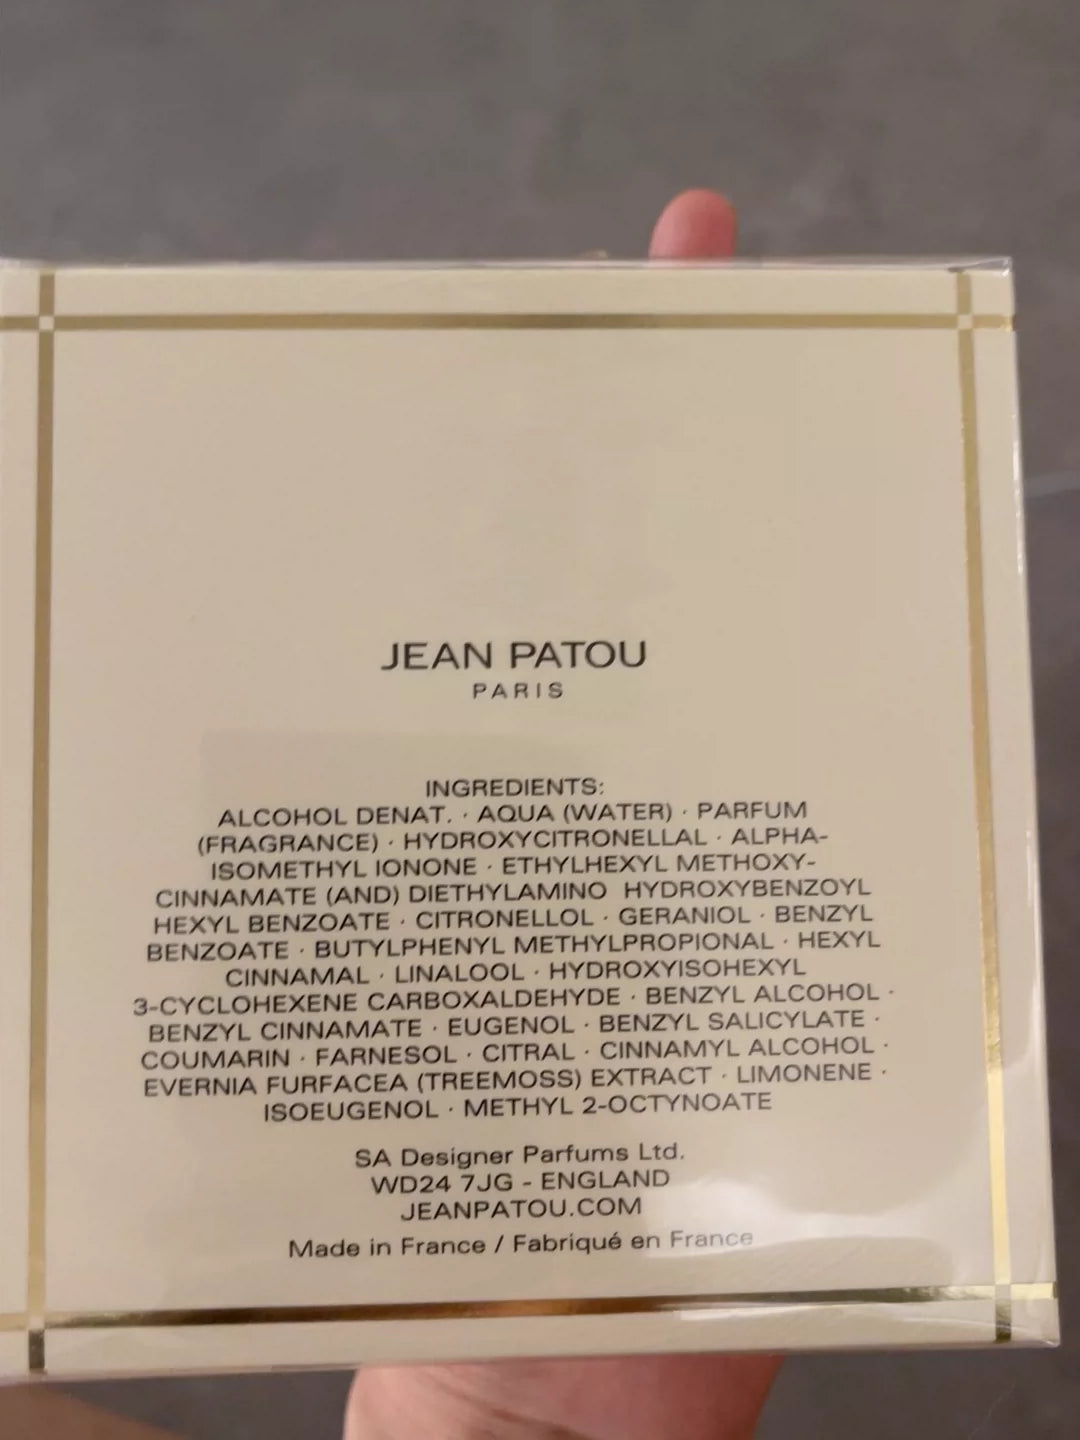 JEAN PATOU
PARIS
INGREDIENTS:
ALCOHOL DENAT. · AQUA (WATER) · PARFUM
(FRAGRANCE) · HYDROXYCITRONELLAL · ALPHA-
ISOMETHYL IONONE · ETHYLHEXYL METHOXY-
CINNAMATE (AND) DIETHYLAMINO HYDROXYBENZOYL
HEXYL BENZOATE · CITRONELLOL · GERANIOL · BENZYL
BENZOATE · BUTYLPHENYL METHYLPROPIONAL · HEXYL
CINNAMAL · LINALOOL · HYDROXYISOHEXYL
3-CYCLOHEXENE CARBOXALDEHYDE · BENZYL ALCOHOL ·
BENZYL CINNAMATE · EUGENOL · BENZYL SALICYLATE ·
COUMARIN · FARNESOL · CITRAL · CINNAMYL ALCOHOL ·
EVERNIA FURFACEA (TREEMOSS) EXTRACT · LIMONENE ·
ISOEUGENOL · METHYL 2-OCTYNOATE
SA Designer Parfums Ltd.
WD24 7JG - ENGLAND
JEANPATOU.COM
Made in France / Fabriqué en France